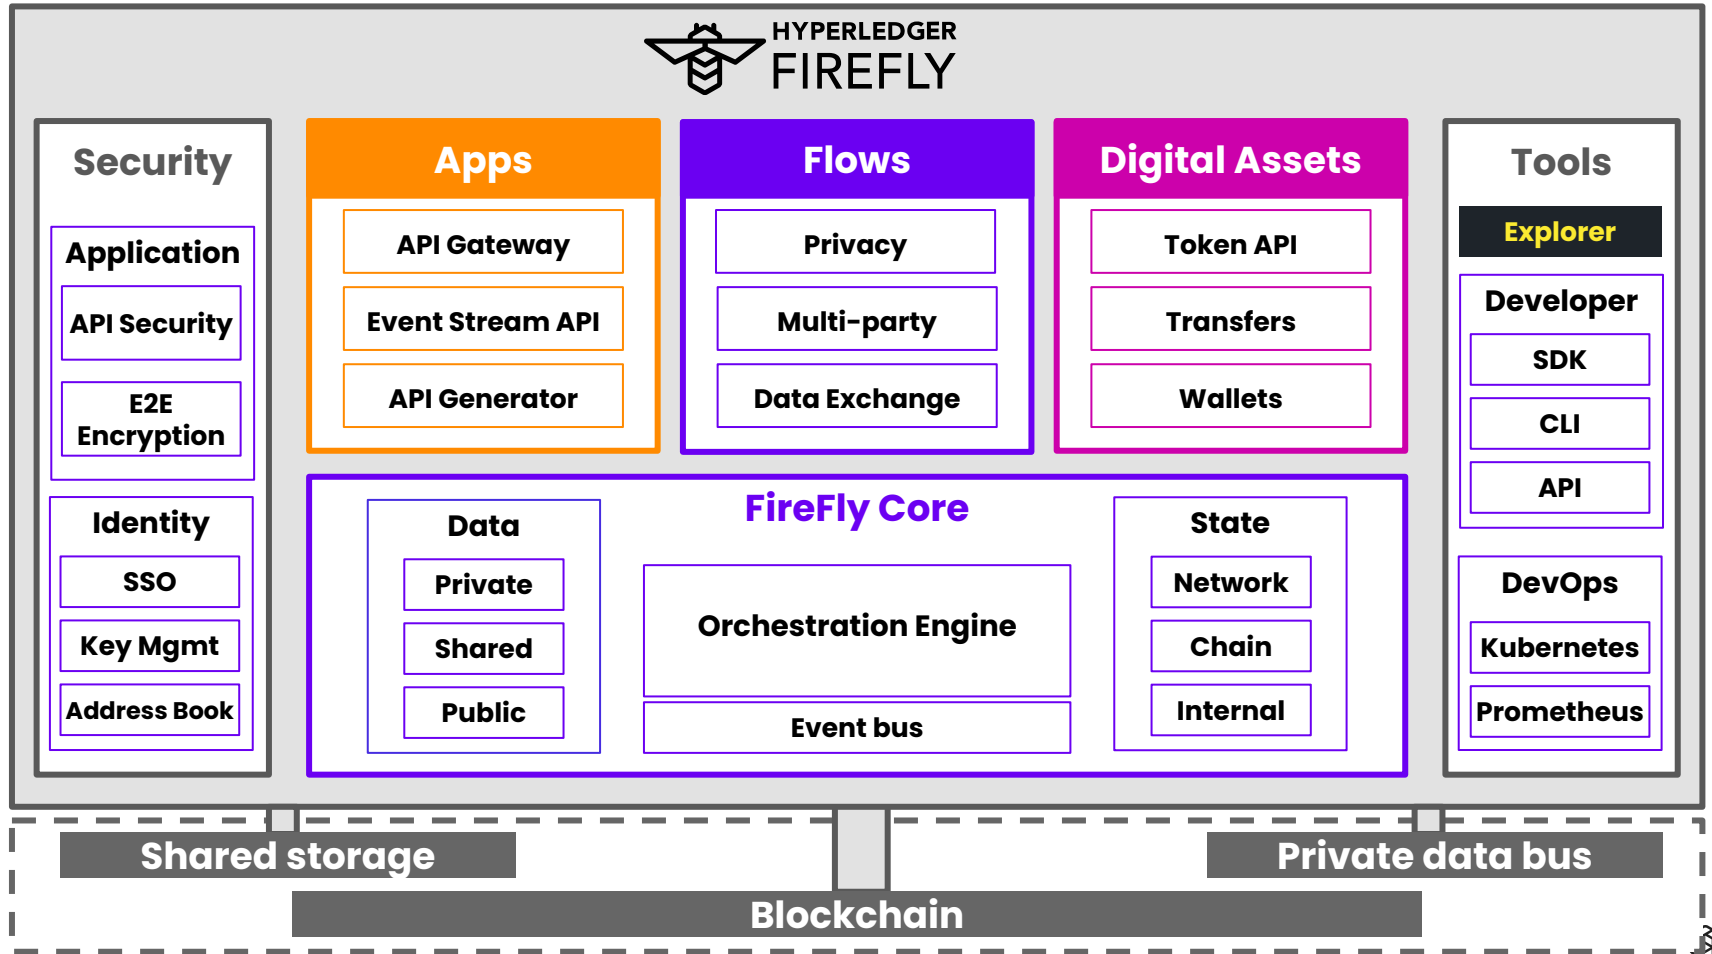 HYPERLEDGER
FIREFLY
Security
Application
API Security
E2E
Encryption
Identity
SSO
Key Mgmt
Address Book
Apps
API Gateway
Event Stream API
API Generator
Flows
Privacy
Multi-party
Data Exchange
Digital Assets
Token API
Transfers
Wallets
FireFly Core
Data
Private
Shared
Public
Orchestration Engine
Event bus
State
Network
Chain
Internal
Tools
Explorer
Developer
SDK
CLI
API
DevOps
Kubernetes
Prometheus
Shared storage
Private data bus
Blockchain